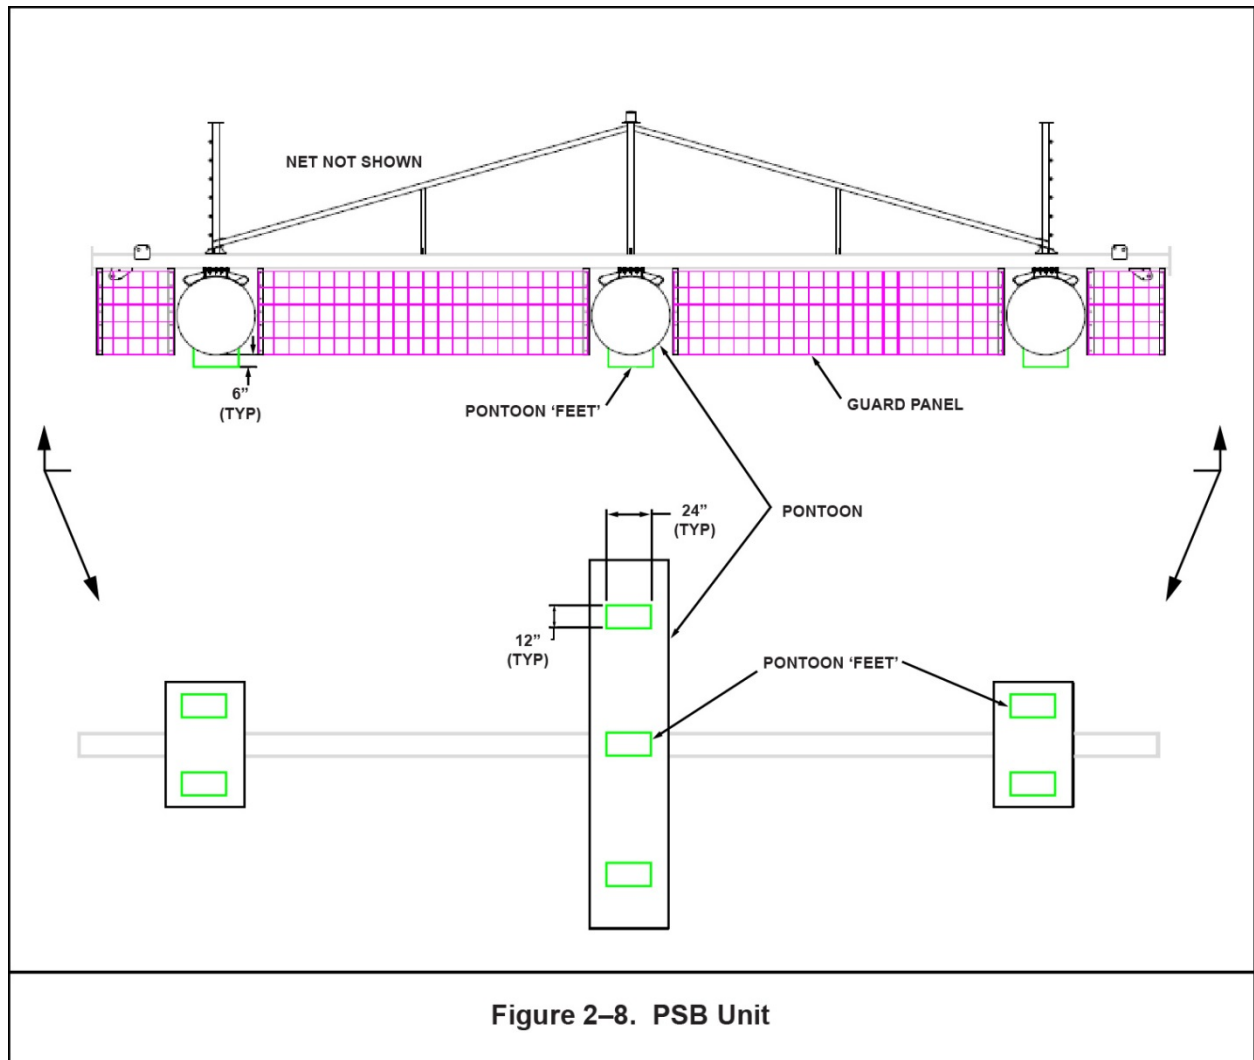 NET NOT SHOWN
6”
(TYP)
PONTOON ‘FEET’
GUARD PANEL
24”
(TYP)
PONTOON
12”
(TYP)
PONTOON ‘FEET’
Figure 2–8. PSB Unit